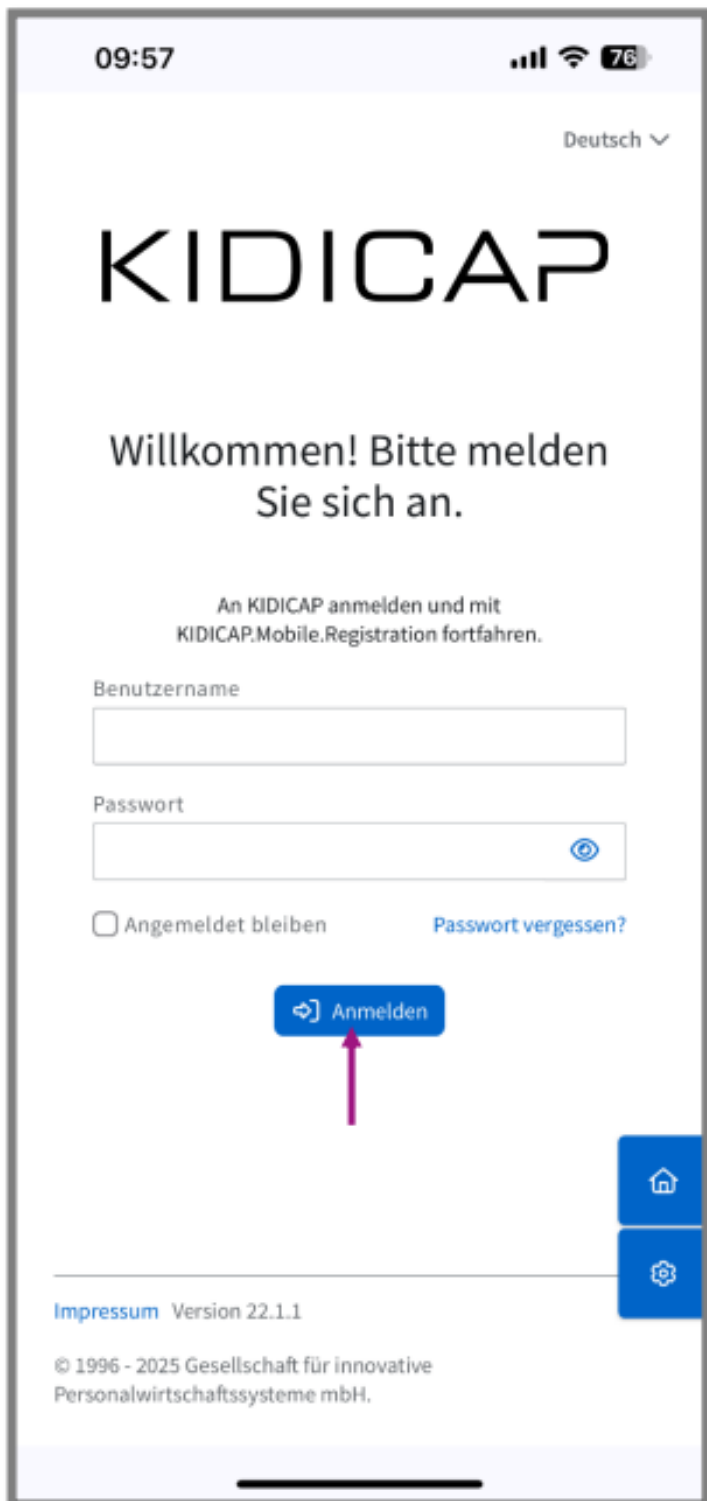 09:57
76
Deutsch
KIDICAP
Willkommen! Bitte melden
Sie sich an.
An KIDICAP anmelden und mit
KIDICAP.Mobile.Registration fortfahren.
Benutzername
Passwort
Angemeldet bleiben Passwort vergessen?
Anmelden
Impressum Version 22.1.1
© 1996 - 2025 Gesellschaft für innovative
Personalwirtschaftssysteme mbH.